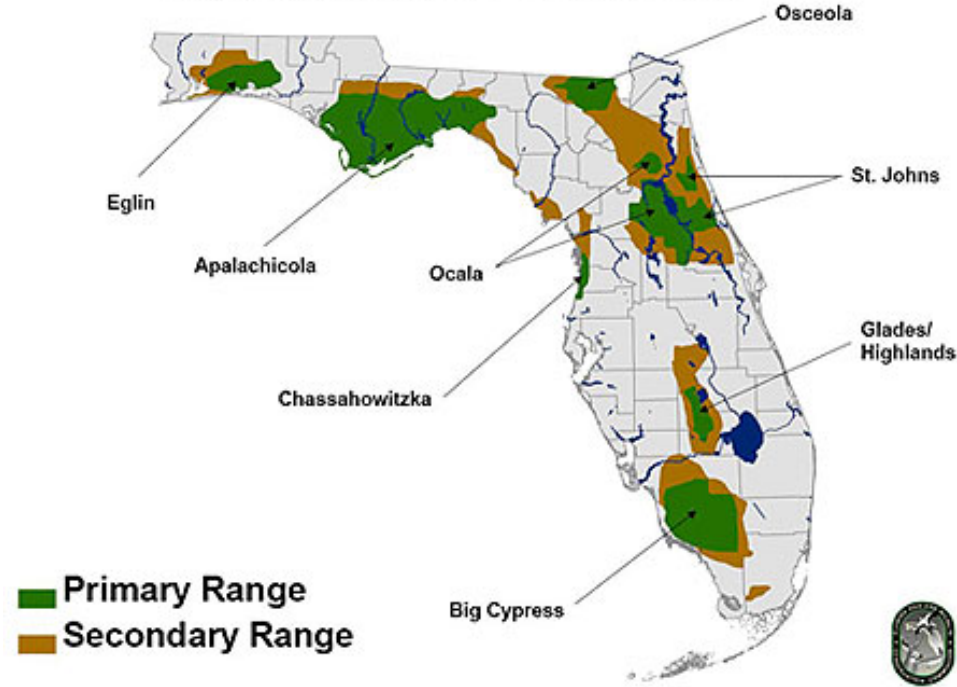 Osceola
St. Johns
Eglin
Apalachicola
Ocala
Glades/
Highlands
Chassahowitzka
Big Cypress
Primary Range
Secondary Range